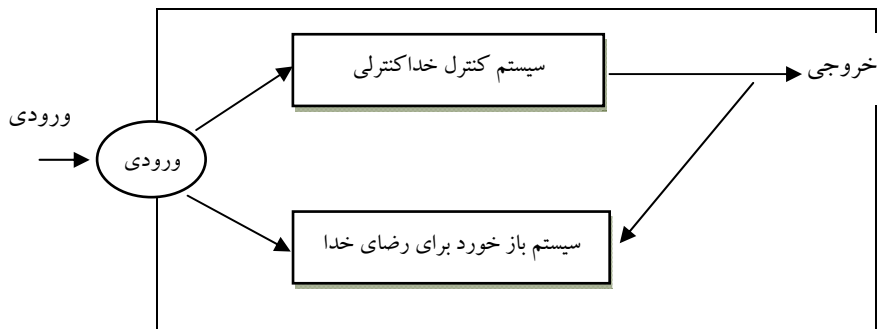 سیستم کنترل خداکنترلی
خروجی
ورودی
ورودی
سیستم باز خورد برای رضای خدا